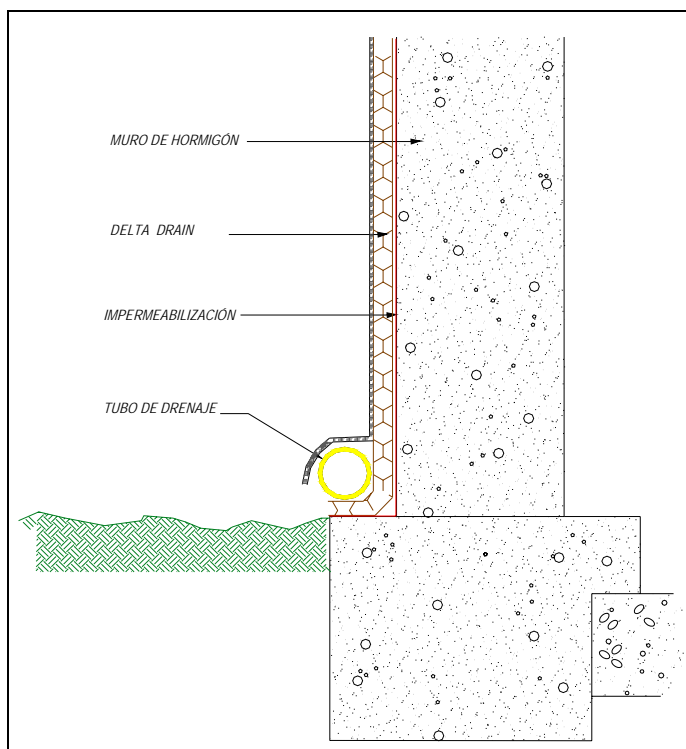 MURO DE HORMIGÓN
DELTA DRAIN
IMPERMEABILIZACIÓN
TUBO DE DRENAJE